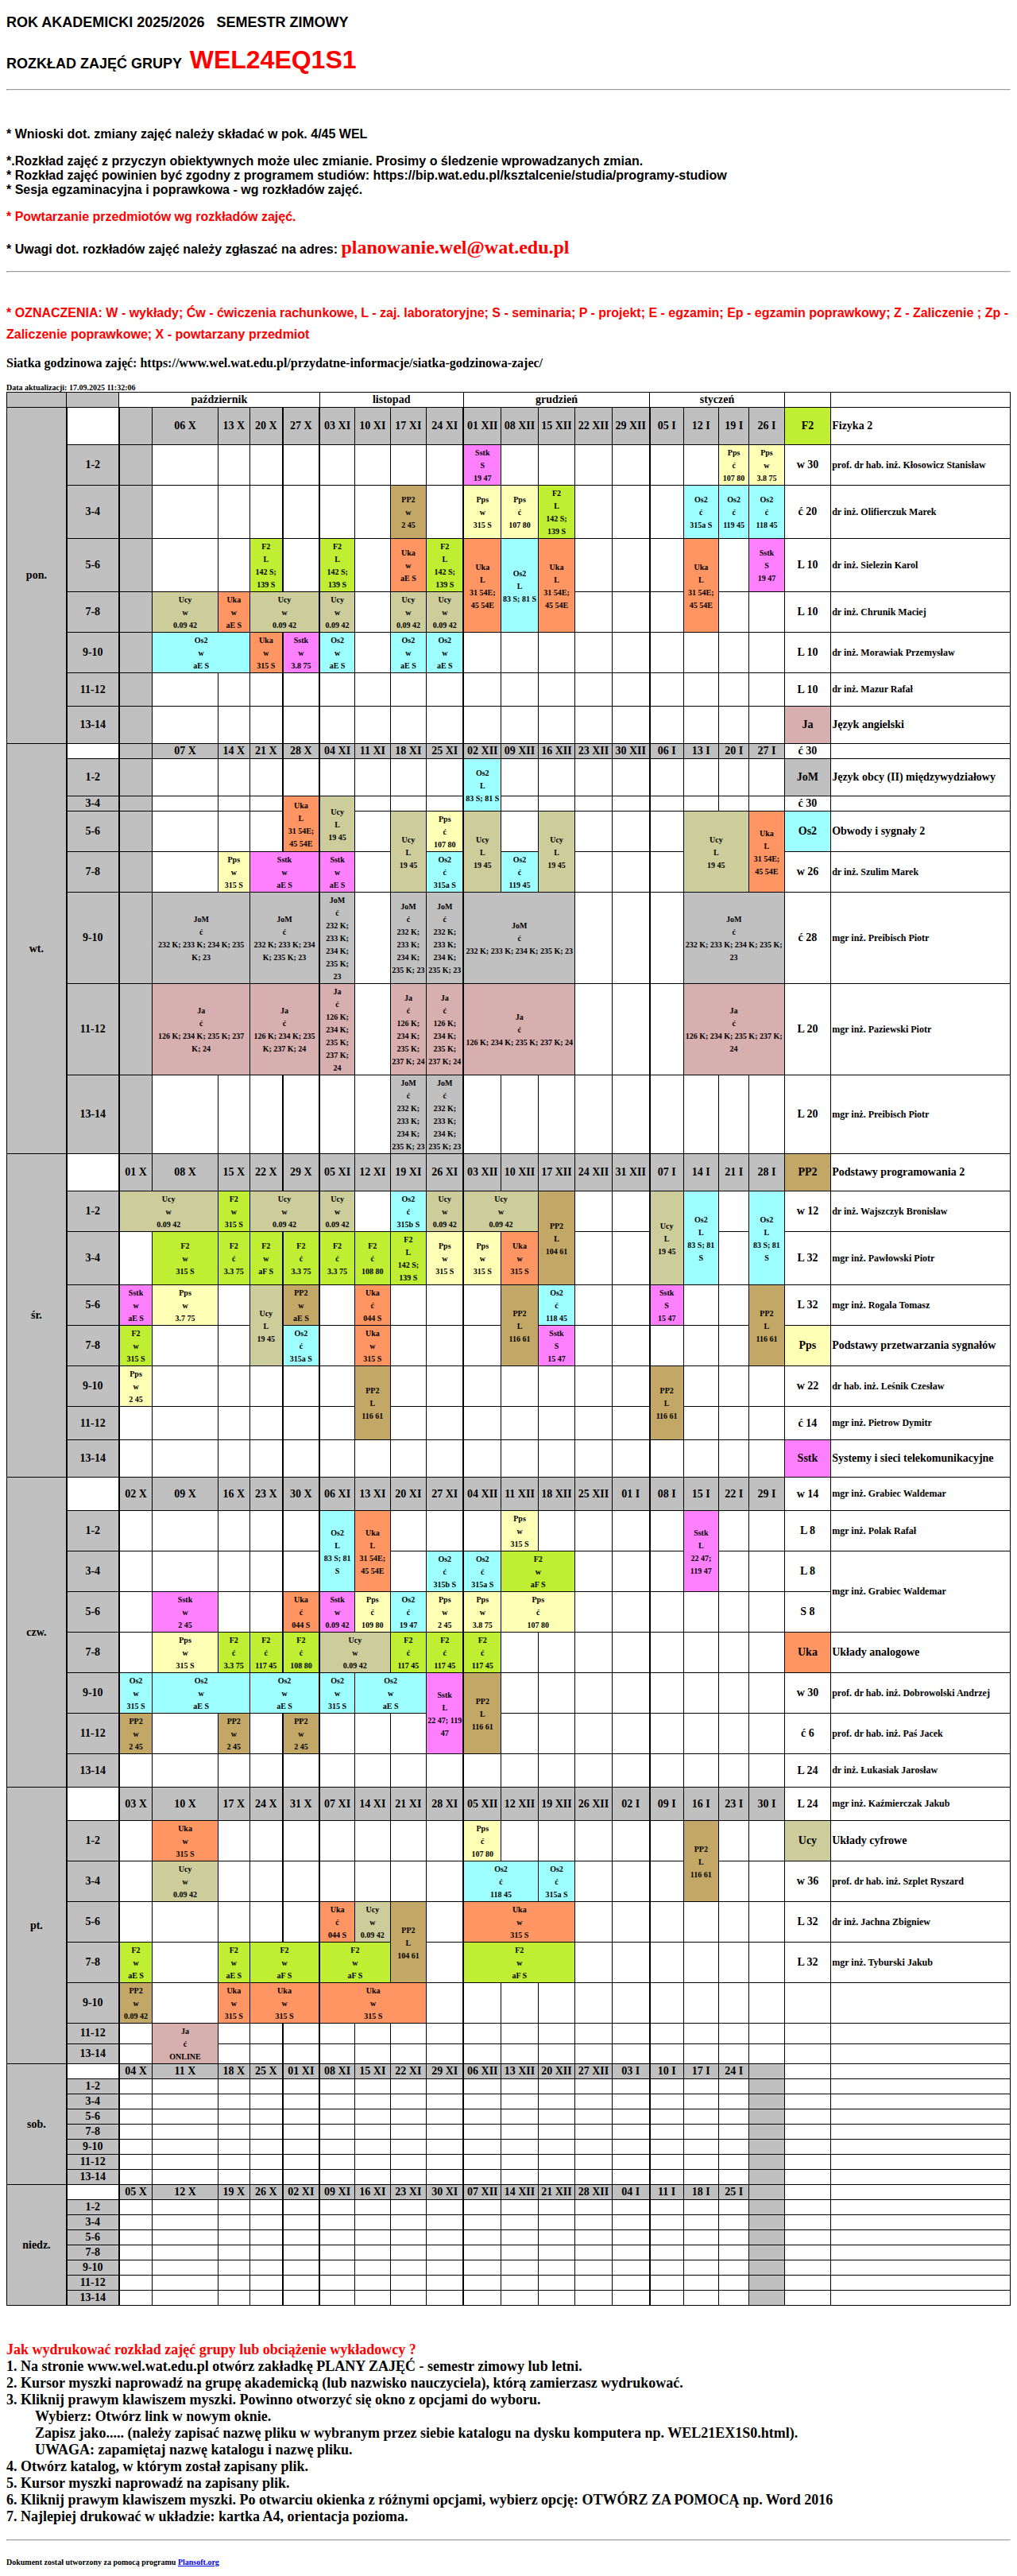 ROK AKADEMICKI 2025/2026 SEMESTR ZIMOWY
ROZKŁAD ZAJĘĆ GRUPY WEL24EQ1S1
* Wnioski dot. zmiany zajęć należy składać w pok. 4/45 WEL
*.Rozkład zajęć z przyczyn obiektywnych może ulec zmianie. Prosimo o śledzenie wprowadzanych zmian.
* Rozkład zajęć powinien być zgodny z programem studiów: https://bip.wat.edu.pl/ksztalcenie/studia/programy-studiow
* Sesja egzaminacyjna i poprawkowa - wg rozkładów zajęć.
* Powtarzanie przedmiotów wg rozkładów zajęć.
* Uwagi dot. rozkładów zajęć należy zgłaszać na adres: planowanie.wel@wat.edu.pl
* OZNACZENIA: W - wykłady; Ćw - ćwiczenia rachunkowe, L - zaj. laboratoryjne; S - seminaria; P - projekt; E - egzamin; Ep - egzamin poprawkowy; Z - Zaliczenie ; Zp -
Zaliczenie poprawkowe; X - powtarzany przedmiot
Siatka godzinowa zajęć: https://www.wel.wat.edu.pl/przydatne-informacje/siatka-godzinowa-zajec/
Data aktualizacji: 17.09.2025 11:32:06
październik listopad grudzień styczeń
pon. 06 X 13 X 20 X 27 X 03 XI 10 XI 17 XI 24 XI 01 XII 08 XII 15 XII 22 XII 29 XII 05 I 12 I 19 I 26 I F2 Fizyka 2
1-2 Sstk S 19 47 Pps ć 107 80 Pps w 3.8 75 w 30 prof. dr hab. inż. Kłosowicz Stanisław
3-4 PP2 w 2 45 Pps w 315 S Pps ć 107 80 F2 L 142 S; 139 S Os2 ć 315a S Os2 ć 119 45 Os2 ć 118 45 ć 20 dr inż. Olifierczuk Marek
5-6 F2 L 142 S; 139 S F2 L 142 S; 139 S Uka w aE S F2 L 142 S; 139 S Uka L 31 54E; 45 54E Os2 L 83 S; 81 S Uka L 31 54E; 45 54E Uka L 31 54E; 45 54E Sstk S 19 47 L 10 dr inż. Sielezin Karol
7-8 Ucy w 0.09 42 Uka w aE S Ucy w 0.09 42 Ucy w 0.09 42 Ucy w 0.09 42 Ucy w 0.09 42 L 10 dr inż. Chrunik Maciej
9-10 Os2 w aE S Uka w 315 S Sstk w 3.8 75 Os2 w aE S Os2 w aE S Os2 w aE S L 10 dr inż. Morawiak Przemysław
11-12 L 10 dr inż. Mazur Rafał
13-14 Ja Język angielski
wt. 07 X 14 X 21 X 28 X 04 XI 11 XI 18 XI 25 XI 02 XII 09 XII 16 XII 23 XII 30 XII 06 I 13 I 20 I 27 I ć 30
1-2 Os2 L 83 S; 81 S JoM Język obcy (II) międzywydziałowy
3-4 Uka L 31 54E; 45 54E Ucy L 19 45 ć 30
5-6 Ucy L 19 45 Pps ć 107 80 Ucy L 19 45 Ucy L 19 45 Ucy L 19 45 Uka L 31 54E; 45 54E Os2 Obwody i sygnały 2
7-8 Pps w 315 S Sstk w aE S Sstk w aE S Os2 ć 315a S Os2 ć 119 45 w 26 dr inż. Szulim Marek
9-10 JoM ć 232 K; 233 K; 234 K; 235 K; 23 JoM ć 232 K; 233 K; 234 K; 235 K; 23 JoM ć 232 K; 233 K; 234 K; 235 K; 23 JoM ć 232 K; 233 K; 234 K; 235 K; 23 JoM ć 232 K; 233 K; 234 K; 235 K; 23 JoM ć 232 K; 233 K; 234 K; 235 K; 23 JoM ć 232 K; 233 K; 234 K; 235 K; 23 ć 28 mgr inż. Preibisch Piotr
11-12 Ja ć 126 K; 234 K; 235 K; 237 K; 24 Ja ć 126 K; 234 K; 235 K; 237 K; 24 Ja ć 126 K; 234 K; 235 K; 237 K; 24 Ja ć 126 K; 234 K; 235 K; 237 K; 24 Ja ć 126 K; 234 K; 235 K; 237 K; 24 Ja ć 126 K; 234 K; 235 K; 237 K; 24 Ja ć 126 K; 234 K; 235 K; 237 K; 24 L 20 mgr inż. Paziewski Piotr
13-14 JoM ć 232 K; 233 K; 234 K; 235 K; 23 JoM ć 232 K; 233 K; 234 K; 235 K; 23 L 20 mgr inż. Preibisch Piotr
śr. 01 X 08 X 15 X 22 X 29 X 05 XI 12 XI 19 XI 26 XI 03 XII 10 XII 17 XII 24 XII 31 XII 07 I 14 I 21 I 28 I PP2 Podstawy programowania 2
1-2 Ucy w 0.09 42 F2 w 315 S Ucy w 0.09 42 Ucy w 0.09 42 Os2 ć 315b S Ucy w 0.09 42 Ucy w 0.09 42 PP2 L 104 61 Ucy L 19 45 Os2 L 83 S; 81 S Os2 L 83 S; 81 S w 12 dr inż. Wajszczyk Bronisław
3-4 F2 w 315 S F2 ć 3.3 75 F2 w aF S F2 ć 3.3 75 F2 ć 3.3 75 F2 ć 108 80 F2 L 142 S; 139 S Pps w 315 S Pps w 315 S Uka w 315 S L 32 mgr inż. Pawłowski Piotr
5-6 Sstk w aE S Pps w 3.7 75 Ucy L 19 45 PP2 w aE S Uka ć 044 S PP2 L 116 61 Os2 ć 118 45 Sstk S 15 47 PP2 L 116 61 L 32 mgr inż. Rogala Tomasz
7-8 F2 w 315 S Os2 ć 315a S Uka w 315 S Sstk S 15 47 Pps Podstawy przetwarzania sygnałów
9-10 Pps w 2 45 PP2 L 116 61 PP2 L 116 61 w 22 dr hab. inż. Leśnik Czesław
11-12 ć 14 mgr inż. Pietrow Dymitr
13-14 Sstk Systemy i sieci telekomunikacyjne
czw. 02 X 09 X 16 X 23 X 30 X 06 XI 13 XI 20 XI 27 XI 04 XII 11 XII 18 XII 25 XII 01 I 08 I 15 I 22 I 29 I w 14 mgr inż. Grabiec Waldemar
1-2 Os2 L 83 S; 81 S Uka L 31 54E; 45 54E Pps w 315 S Sstk L 22 47; 119 47 L 8 mgr inż. Polak Rafał
3-4 Os2 ć 315b S Os2 ć 315a S F2 w aF S L 8 mgr inż. Grabiec Waldemar
5-6 Sstk w 2 45 Uka ć 044 S Sstk w 0.09 42 Pps ć 109 80 Os2 ć 19 47 Pps w 2 45 Pps w 3.8 75 Pps ć 107 80 S 8
7-8 Pps w 315 S F2 ć 3.3 75 F2 ć 117 45 F2 ć 108 80 Ucy w 0.09 42 F2 ć 117 45 F2 ć 117 45 F2 ć 117 45 Uka Układy analogowe
9-10 Os2 w 315 S Os2 w aE S Os2 w aE S Os2 w 315 S Os2 w aE S Sstk L 22 47; 119 47 PP2 L 116 61 w 30 prof. dr hab. inż. Dobrowolski Andrzej
11-12 PP2 w 2 45 PP2 w 2 45 PP2 w 2 45 ć 6 prof. dr hab. inż. Paś Jacek
13-14 L 24 dr inż. Łukasiak Jarosław
pt. 03 X 10 X 17 X 24 X 31 X 07 XI 14 XI 21 XI 28 XI 05 XII 12 XII 19 XII 26 XII 02 I 09 I 16 I 23 I 30 I L 24 mgr inż. Kaźmierczak Jakub
1-2 Uka w 315 S Pps ć 107 80 PP2 L 116 61 Ucy Układy cyfrowe
3-4 Ucy w 0.09 42 Os2 ć 118 45 Os2 ć 315a S w 36 prof. dr hab. inż. Szplet Ryszard
5-6 Uka ć 044 S Ucy w 0.09 42 PP2 L 104 61 Uka w 315 S L 32 dr inż. Jachna Zbigniew
7-8 F2 w aE S F2 w aE S F2 w aF S F2 w aF S F2 w aF S L 32 mgr inż. Tyburski Jakub
9-10 PP2 w 0.09 42 Uka w 315 S Uka w 315 S Uka w 315 S
11-12 Ja ć ONLINE
13-14
sob. 04 X 11 X 18 X 25 X 01 XI 08 XI 15 XI 22 XI 29 XI 06 XII 13 XII 20 XII 27 XII 03 I 10 I 17 I 24 I
1-2
3-4
5-6
7-8
9-10
11-12
13-14
niedz. 05 X 12 X 19 X 26 X 02 XI 09 XI 16 XI 23 XI 30 XI 07 XII 14 XII 21 XII 28 XII 04 I 11 I 18 I 25 I
1-2
3-4
5-6
7-8
9-10
11-12
13-14
Jak wydrukować rozkład zajęć grupy lub obciążenie wykładowcy ?
1. Na stronie www.wel.wat.edu.pl otwórz zakładkę PLANY ZAJĘĆ - semestr zimowy lub letni.
2. Kursor myszki naprowadź na grupę akademicką (lub nazwisko nauczyciela), którą zamierzasz wydrukować.
3. Kliknij prawym klawiszem myszki. Powinno otworzyć się okno z opcjami do wyboru.
Wybierz: Otwórz link w nowym oknie.
Zapisz jako..... (należy zapisać nazwę pliku w wybranym przez siebie katalogu na dysku komputera np. WEL21EX1S0.html).
UWAGA: zapamiętaj nazwę katalogu i nazwę pliku.
4. Otwórz katalog, w którym został zapisany plik.
5. Kursor myszki naprowadź na zapisany plik.
6. Kliknij prawym klawiszem myszki. Po otwarciu okienka z różnymi opcjami, wybierz opcję: OTWÓRZ ZA POMOCĄ np. Word 2016
7. Najlepiej drukować w układzie: kartka A4, orientacja pozioma.
Dokument został utworzony za pomocą programu Plansoft.org